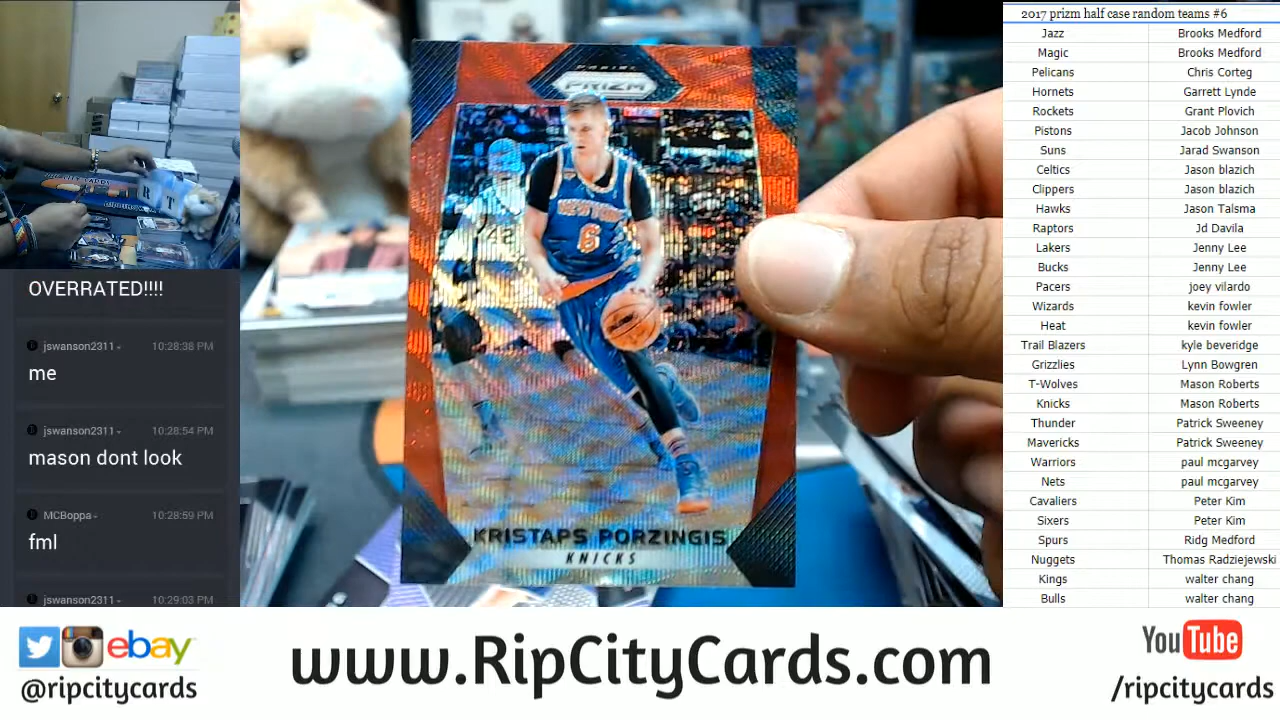 OVERRATED!!!!
jswanson2311
10:28:38 PM
me
jswanson2311
10:28:54 PM
mason dont look
MCBoppa
10:28:59 PM
fml
jswanson2311
10:29:03 PM
PANINI
PRIZM
NEW YORK
6
KRISTAPS PORZINGIS
KNICKS
2017 prizm half case random teams #6
Jazz Brooks Medford
Magic Brooks Medford
Pelicans Chris Corteg
Hornets Garrett Lynde
Rockets Grant Plovich
Pistons Jacob Johnson
Suns Jarad Swanson
Celtics Jason blazich
Clippers Jason blazich
Hawks Jason Talsma
Raptors Jd Davila
Lakers Jenny Lee
Bucks Jenny Lee
Pacers joey vilardo
Wizards kevin fowler
Heat kevin fowler
Trail Blazers kyle beveridge
Grizzlies Lynn Bowgren
T-Wolves Mason Roberts
Knicks Mason Roberts
Thunder Patrick Sweeney
Mavericks Patrick Sweeney
Warriors paul mcgarvey
Nets paul mcgarvey
Cavaliers Peter Kim
Sixers Peter Kim
Spurs Ridg Medford
Nuggets Thomas Radziejewski
Kings walter chang
Bulls walter chang
ebay
@ripcitycards
www.RipCityCards.com
YouTube
/ripcitycards